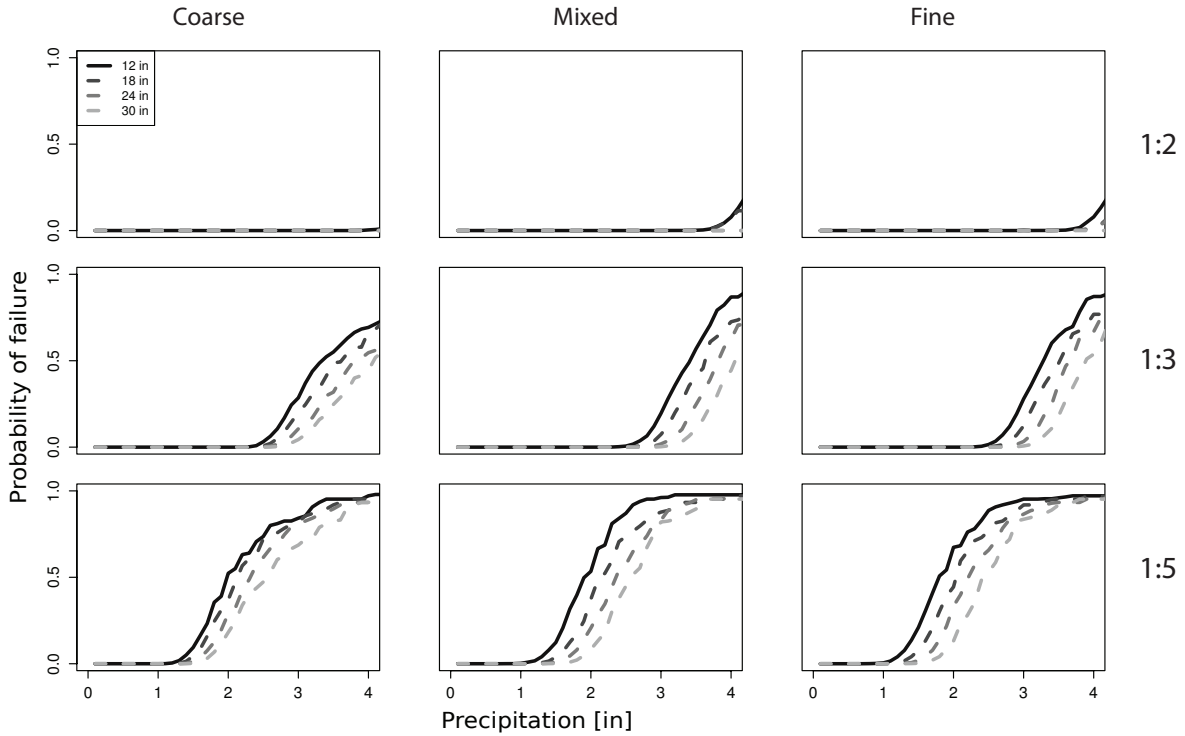 Coarse Mixed Fine
1.0
12 in
18 in
24 in
30 in
0.5
0.0
1:2
1.0
0.5
0.0
1:3
Probability of failure
1.0
0.5
0.0
1:5
0 1 2 3 4 0 1 2 3 4 0 1 2 3 4
Precipitation [in]